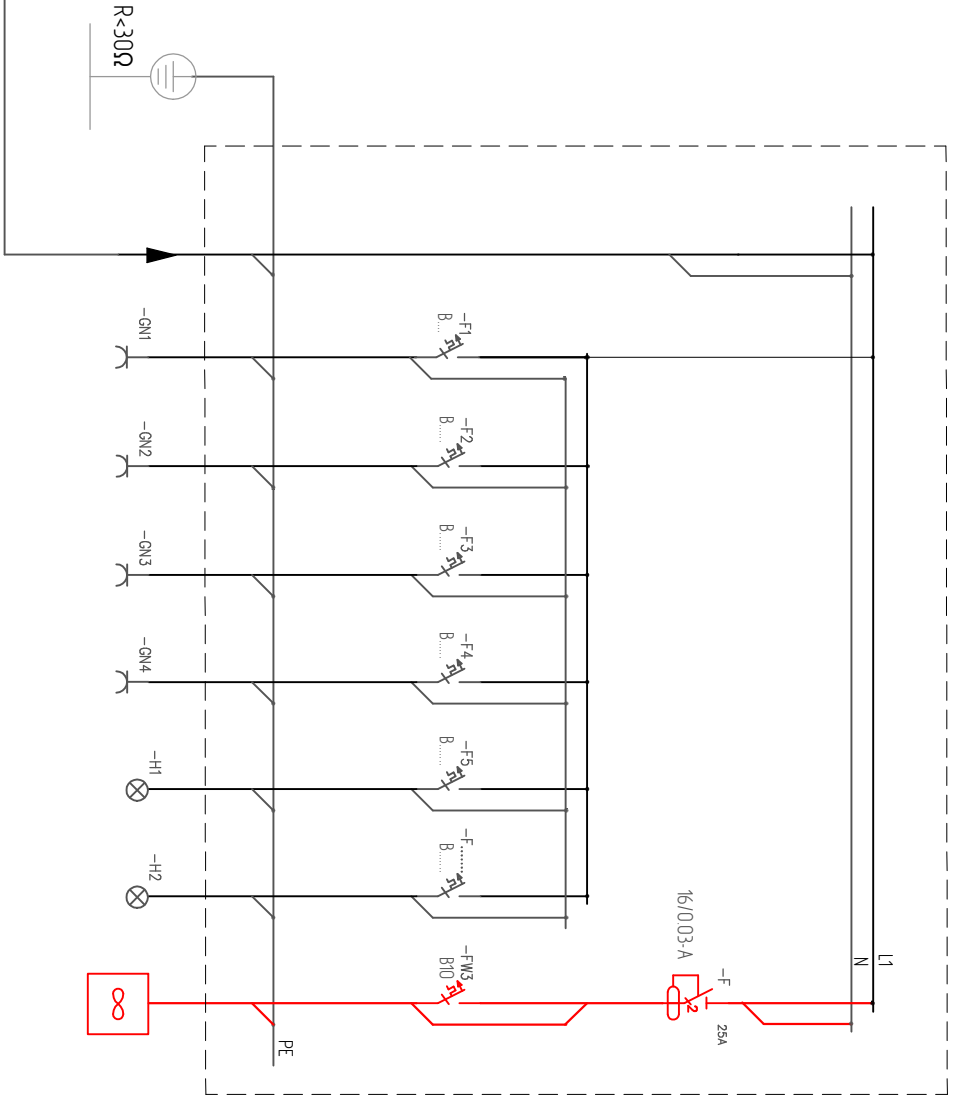 R<30Ω
-GN1
-F1
B....
-GN2
-F2
B......
-GN3
-F3
B......
-GN4
-F4
B......
-H1
-F5
B......
-H2
-F.........
B......
-FW3
B10
16/0.03-A
-F
2
25A
L1
N
PE